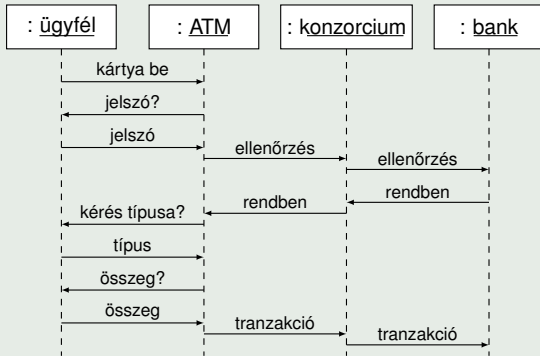 : ügyfél
: ATM
: konzorcium
: bank
kártya be
jelszó?
jelszó
ellenőrzés
ellenőrzés
rendben
rendben
kérés típusa?
típus
összeg?
összeg
tranzakció
tranzakció